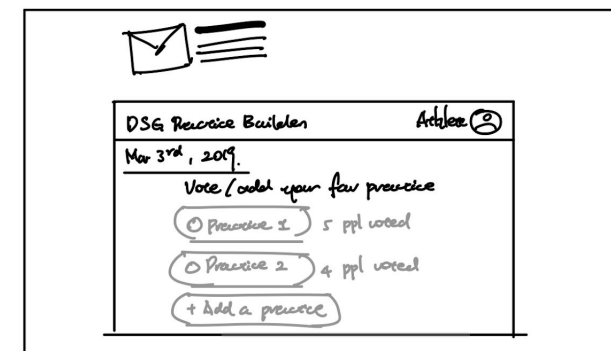 DSG Practice Builder Athlete
Mar 3rd, 2019.
Vote / add your fav practice
Practice 1 5 ppl voted
Practice 2 4 ppl voted
+ Add a practice